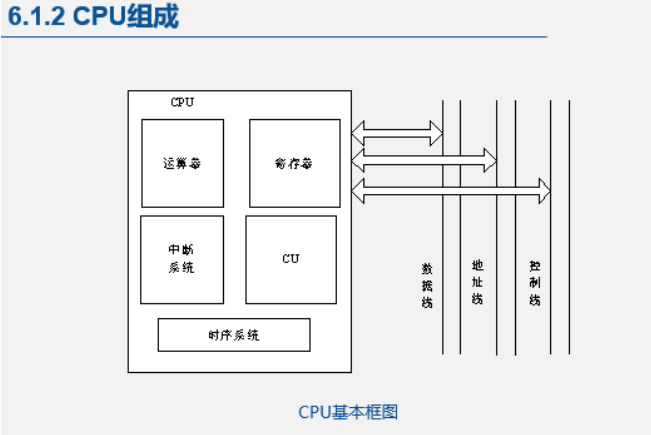 6.1.2 CPU组成
CPU
运算器
寄存器
中断
系统
CU
时序系统
数据线
地址线
控制线
CPU基本框图